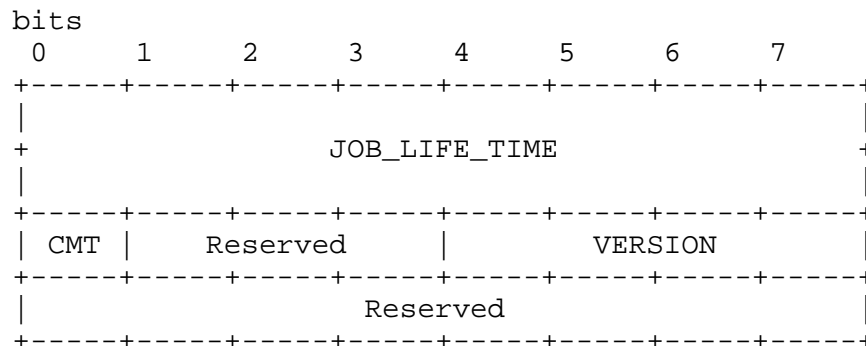 bits
0 1 2 3 4 5 6 7
+-----+-----+-----+-----+-----+-----+-----+-----+
| |
+ JOB_LIFE_TIME +
| |
+-----+-----+-----+-----+-----+-----+-----+-----+
| CMT | Reserved | VERSION |
+-----+-----+-----+-----+-----+-----+-----+-----+
| Reserved |
+-----+-----+-----+-----+-----+-----+-----+-----+